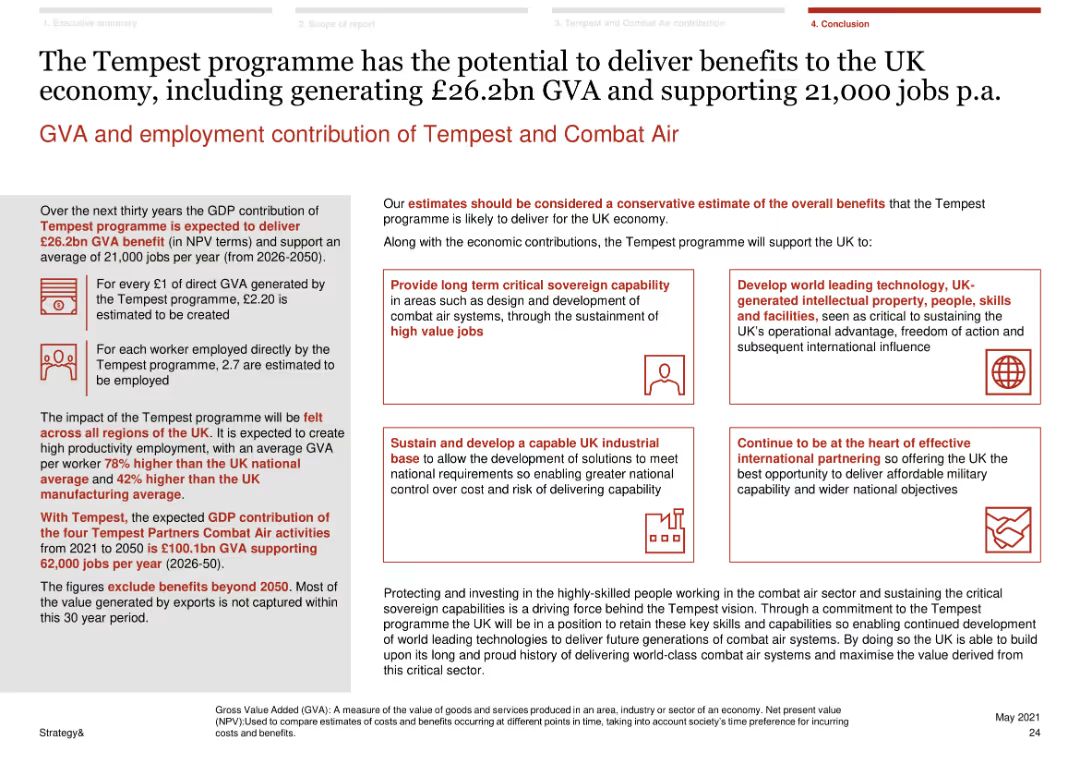 1. Executive summary
2. Scope of report
3. Tempest and Combat Air contribution
4. Conclusion
The Tempest programme has the potential to deliver benefits to the UK
economy, including generating £26.2bn GVA and supporting 21,000 jobs p.a.
GVA and employment contribution of Tempest and Combat Air
Over the next thirty years the GDP contribution of
Tempest programme is expected to deliver
£26.2bn GVA benefit (in NPV terms) and support an
average of 21,000 jobs per year (from 2026-2050).
For every £1 of direct GVA generated by
the Tempest programme, £2.20 is
estimated to be created
For each worker employed directly by the
Tempest programme, 2.7 are estimated to
be employed
The impact of the Tempest programme will be felt
across all regions of the UK. It is expected to create
high productivity employment, with an average GVA
per worker 78% higher than the UK national
average and 42% higher than the UK
manufacturing average.
With Tempest, the expected GDP contribution of
the four Tempest Partners Combat Air activities
from 2021 to 2050 is £100.1bn GVA supporting
62,000 jobs per year (2026-50).
The figures exclude benefits beyond 2050. Most of
the value generated by exports is not captured within
this 30 year period.
Our estimates should be considered a conservative estimate of the overall benefits that the Tempest
programme is likely to deliver for the UK economy.
Along with the economic contributions, the Tempest programme will support the UK to:
Provide long term critical sovereign capability
in areas such as design and development of
combat air systems, through the sustainment of
high value jobs
Develop world leading technology, UK-
generated intellectual property, people, skills
and facilities, seen as critical to sustaining the
UK's operational advantage, freedom of action and
subsequent international influence
Sustain and develop a capable UK industrial
base to allow the development of solutions to meet
national requirements so enabling greater national
control over cost and risk of delivering capability
Continue to be at the heart of effective
international partnering so offering the UK the
best opportunity to deliver affordable military
capability and wider national objectives
Protecting and investing in the highly-skilled people working in the combat air sector and sustaining the critical
sovereign capabilities is a driving force behind the Tempest vision. Through a commitment to the Tempest
programme the UK will be in a position to retain these key skills and capabilities so enabling continued development
of world leading technologies to deliver future generations of combat air systems. By doing so the UK is able to build
upon its long and proud history of delivering world-class combat air systems and maximise the value derived from
this critical sector.
Gross Value Added (GVA): A measure of the value of goods and services produced in an area, industry or sector of an economy. Net present value
(NPV):Used to compare estimates of costs and benefits occurring at different points in time, taking into account society's time preference for incurring
costs and benefits.
Strategy&
May 2021
24